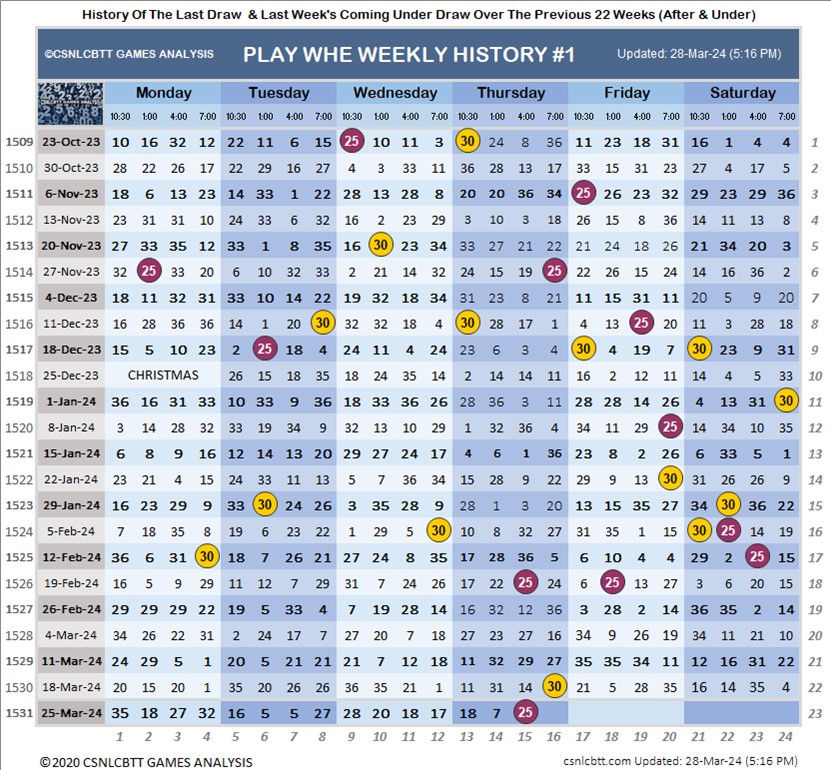 History Of The Last Draw & Last Week's Coming Under Draw Over The Previous 22 Weeks (After & Under)
©CSNLCBTT GAMES ANALYSIS PLAY WHE WEEKLY HISTORY #1 Updated: 28-Mar-24 (5:16 PM)
Monday Tuesday Wednesday Thursday Friday Saturday
10:30 1:00 4:00 7:00 10:30 1:00 4:00 7:00 10:30 1:00 4:00 7:00 10:30 1:00 4:00 7:00 10:30 1:00 4:00 7:00 10:30 1:00 4:00 7:00
1509 23-Oct-23 10 16 32 12 22 11 6 15 25 10 11 3 30 24 8 36 11 23 18 31 16 1 4 4 1
1510 30-Oct-23 28 22 26 17 22 29 16 27 4 3 33 11 36 28 13 17 33 15 31 23 27 4 17 5 2
1511 6-Nov-23 18 6 13 23 14 33 1 22 28 13 28 8 20 20 36 34 25 26 23 32 29 23 29 36 3
1512 13-Nov-23 23 31 31 10 24 33 6 32 16 2 23 29 3 10 3 18 26 15 8 36 14 11 13 8 4
1513 20-Nov-23 27 33 35 12 33 1 8 35 16 30 23 34 33 27 21 22 21 24 18 26 21 34 20 3 5
1514 27-Nov-23 32 25 33 20 6 10 32 33 2 21 14 32 24 15 19 25 22 26 15 24 14 16 36 2 6
1515 4-Dec-23 18 11 32 31 33 10 14 22 19 32 18 34 31 23 8 21 11 15 31 11 20 5 9 20 7
1516 11-Dec-23 16 28 36 36 14 1 20 30 32 32 18 4 30 28 17 1 4 13 25 20 11 3 28 18 8
1517 18-Dec-23 15 5 10 23 2 25 18 4 24 11 4 24 23 6 3 4 30 4 19 7 30 23 9 31 9
1518 25-Dec-23 CHRISTMAS 26 15 18 35 18 24 35 14 2 14 14 11 16 2 12 11 14 4 5 33 10
1519 1-Jan-24 36 16 31 33 10 33 9 36 18 33 36 26 28 36 3 11 28 28 14 26 4 13 31 30 11
1520 8-Jan-24 3 14 28 32 33 19 34 9 32 13 10 29 1 32 36 4 34 11 29 25 14 34 10 35 12
1521 15-Jan-24 6 8 9 16 12 14 13 20 29 27 24 17 4 6 1 36 23 8 2 26 6 33 5 1 13
1522 22-Jan-24 23 21 4 15 13 33 15 11 5 7 36 34 15 28 9 22 29 9 14 30 31 26 26 9 14
1523 29-Jan-24 16 23 29 9 33 30 24 26 3 35 28 9 28 1 3 20 13 15 35 27 34 30 36 22 15
1524 5-Feb-24 7 18 35 8 19 9 22 22 1 29 5 30 10 8 32 27 31 35 1 15 30 25 14 19 16
1525 12-Feb-24 36 6 31 30 18 7 26 21 27 24 8 35 17 28 36 5 6 10 4 4 29 2 25 15 17
1526 19-Feb-24 16 5 9 29 11 12 7 29 31 7 24 26 17 22 25 24 6 25 13 27 3 6 20 15 18
1527 26-Feb-24 29 29 29 22 19 5 33 4 7 19 28 14 16 32 12 36 3 28 2 14 36 35 2 14 19
1528 4-Mar-24 34 26 22 31 2 24 17 7 27 20 7 18 27 23 27 16 34 9 26 19 34 11 21 10 20
1529 11-Mar-24 24 29 5 1 20 5 21 21 21 7 12 18 11 32 29 27 35 35 34 11 12 16 31 22 21
1530 18-Mar-24 20 15 20 1 35 20 26 26 36 35 21 1 11 31 14 30 21 5 28 35 16 14 35 4 22
1531 25-Mar-24 35 18 27 32 16 5 5 27 28 20 18 17 18 7 25 23
1 2 3 4 5 6 7 8 9 10 11 12 13 14 15 16 17 18 19 20 21 22 23 24
©2020 CSNLCBTT GAMES ANALYSIS csnlcbtt.com Updated: 28-Mar-24 (5:16 PM)